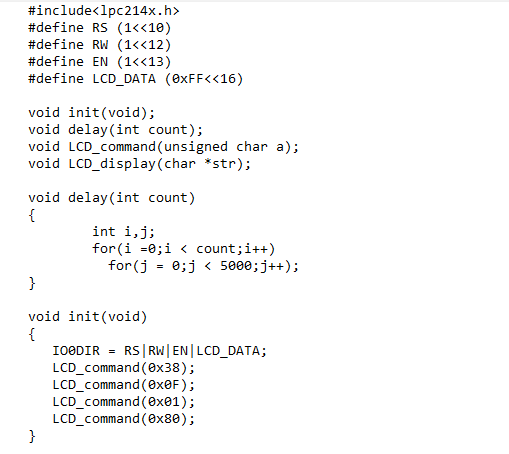 #include<lpc214x.h>
#define RS (1<<10)
#define RW (1<<12)
#define EN (1<<13)
#define LCD_DATA (0xFF<<16)
void init(void);
void delay(int count);
void LCD_command(unsigned char a);
void LCD_display(char *str);
void delay(int count)
{
int i,j;
for(i =0;i < count;i++)
for(j = 0;j < 5000;j++);
}
void init(void)
{
IO0DIR = RS|RW|EN|LCD_DATA;
LCD_command(0x38);
LCD_command(0x0F);
LCD_command(0x01);
LCD_command(0x80);
}